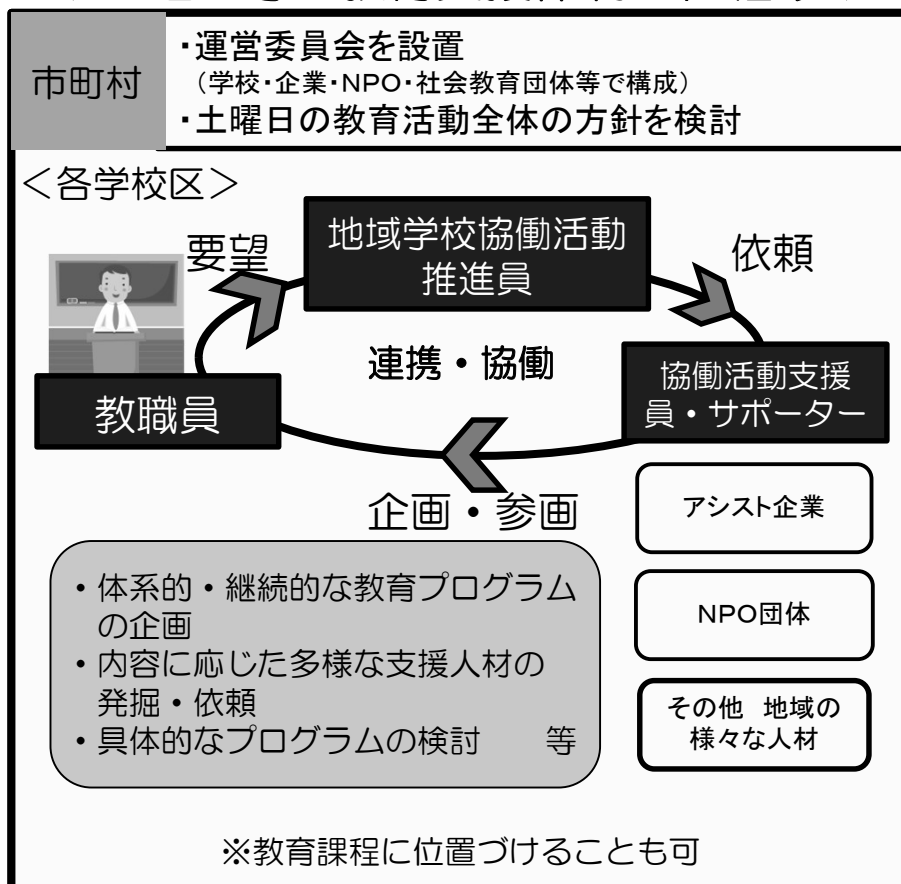 市町村
・運営委員会を設置
(学校・企業・NPO・社会教育団体等で構成)
・土曜日の教育活動全体の方針を検討
＜各学校区＞
要望
地域学校協働活動
推進員
依頼
連携・協働
教職員
協働活動支援
員・サポーター
企画・参画
アシスト企業
NPO団体
その他 地域の
様々な人材
・体系的・継続的な教育プログラム
の企画
・内容に応じた多様な支援人材の
発掘・依頼
・具体的なプログラムの検討 等
※教育課程に位置づけることも可